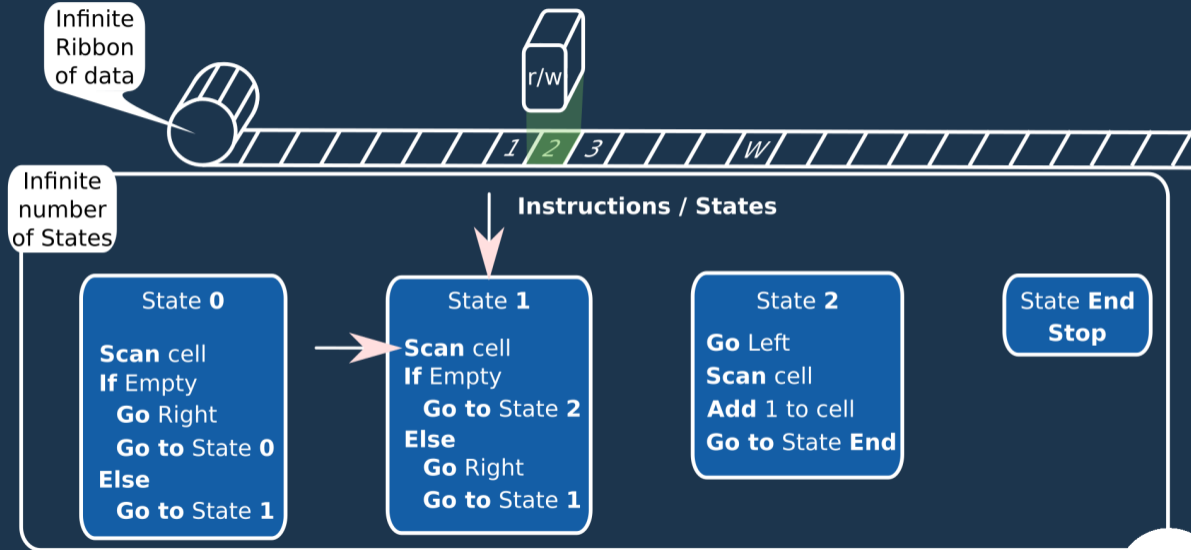 Infinite
Ribbon
of data
r/w
1 2 3 W
Infinite
number
of States
Instructions / States
State 0
Scan cell
If Empty
Go Right
Go to State 0
Else
Go to State 1
State 1
Scan cell
If Empty
Go to State 2
Else
Go Right
Go to State 1
State 2
Go Left
Scan cell
Add 1 to cell
Go to State End
State End
Stop